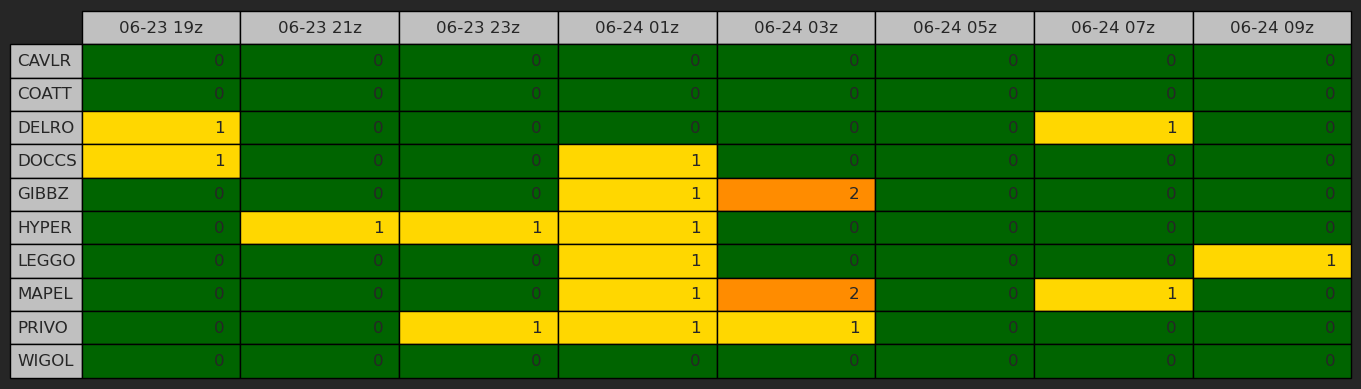 06-23 19z 06-23 21z 06-23 23z 06-24 01z 06-24 03z 06-24 05z 06-24 07z 06-24 09z
CAVLR 0 0 0 0 0 0 0 0
COATT 0 0 0 0 0 0 0 0
DELRO 1 0 0 0 0 0 1 0
DOCCS 1 0 0 1 0 0 0 0
GIBBZ 0 0 0 1 2 0 0 0
HYPER 0 1 1 1 0 0 0 0
LEGGO 0 0 0 1 0 0 0 1
MAPEL 0 0 0 1 2 0 1 0
PRIVO 0 0 1 1 1 0 0 0
WIGOL 0 0 0 0 0 0 0 0